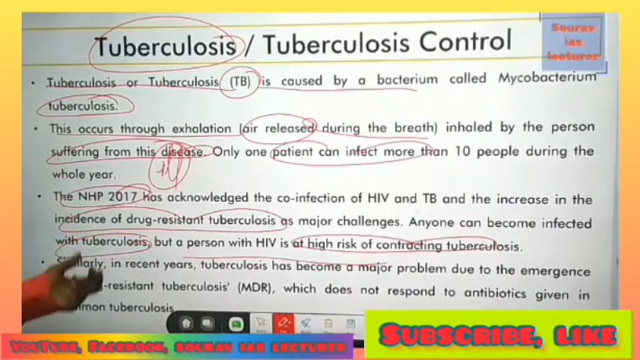 Sourav
ias
lecturer
Tuberculosis / Tuberculosis Control
• Tuberculosis or Tuberculosis (TB) is caused by a bacterium called Mycobacterium
tuberculosis.
• This occurs through exhalation (air released during the breath) inhaled by the person
suffering from this disease. Only one patient can infect more than 10 people during the
whole year.
• The NHP 2017 has acknowledged the co-infection of HIV and TB and the increase in the
incidence of drug-resistant tuberculosis as major challenges. Anyone can become infected
with tuberculosis, but a person with HIV is at high risk of contracting tuberculosis.
in recent years, tuberculosis has become a major problem due to the emergence
-resistant tuberculosis' (MDR), which does not respond to antibiotics given in
tuberculosis
YouTube, Facebook, sourav ias lecturer
Subscribe, like